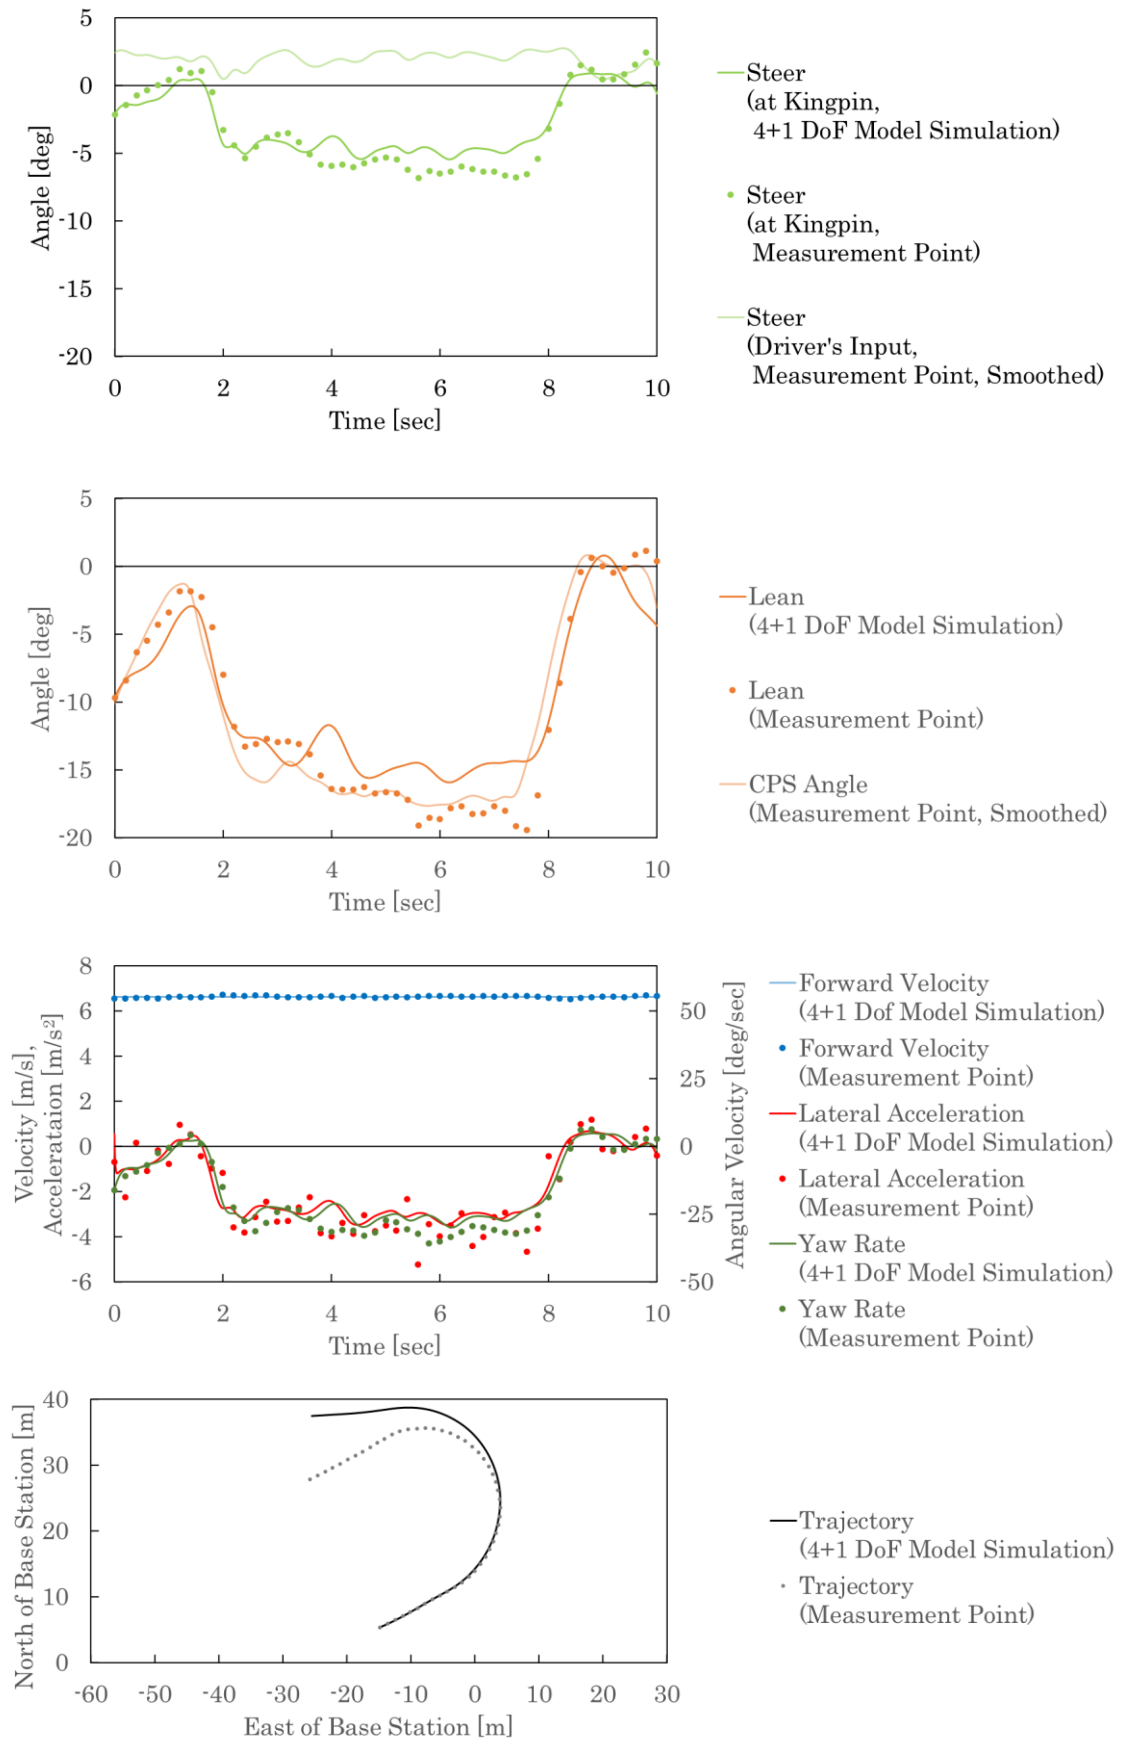 5
0
-5
-10
-15
-20
Angle [deg]
0 2 4 6 8 10
Time [sec]
Steer
(at Kingpin,
4+1 DoF Model Simulation)
Steer
(at Kingpin,
Measurement Point)
Steer
(Driver's Input,
Measurement Point, Smoothed)
5
0
-5
-10
-15
-20
Angle [deg]
0 2 4 6 8 10
Time [sec]
Lean
(4+1 DoF Model Simulation)
Lean
(Measurement Point)
CPS Angle
(Measurement Point, Smoothed)
8
6
4
2
0
-2
-4
-6
Velocity [m/s],
Accelerataion [m/s²]
50
25
0
-25
-50
Angular Velocity [deg/sec]
0 2 4 6 8 10
Time [sec]
Forward Velocity
(4+1 Dof Model Simulation)
Forward Velocity
(Measurement Point)
Lateral Acceleration
(4+1 DoF Model Simulation)
Lateral Acceleration
(Measurement Point)
Yaw Rate
(4+1 DoF Model Simulation)
Yaw Rate
(Measurement Point)
40
30
20
10
0
North of Base Station [m]
-60 -50 -40 -30 -20 -10 0 10 20 30
East of Base Station [m]
Trajectory
(4+1 DoF Model Simulation)
Trajectory
(Measurement Point)